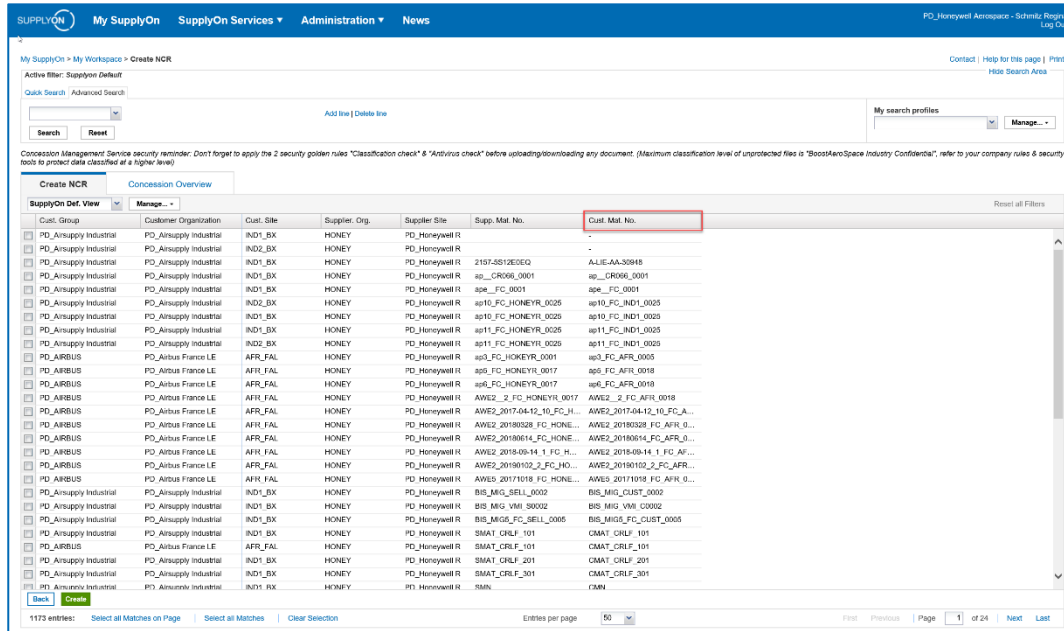 SUPPLYON My SupplyOn SupplyOn Services Administration News PD_Honeywell Aerospace - Schmitz Regin
Log Ou
My SupplyOn > My Workspace > Create NCR Contact | Help for this page | Print
Active filter: Supplyon Default Hide Search Area
Quick Search Advanced Search
Add line | Delete line My search profiles
Manage...
Search Reset
Concession Management Service security reminder: Don't forget to apply the 2 security golden rules "Classification check" & "Antivirus check" before uploading/downloading any document. (Maximum classification level of unprotected files is "BoostAeroSpace Industry Confidential", refer to your company rules & security
tools to protect data classified at a higher level)
Create NCR Concession Overview
SupplyOn Def. View Manage... Reset all Filters
Cust. Group Customer Organization Cust. Site Supplier. Org. Supplier Site Supp. Mat. No. Cust. Mat. No.
PD_Airsupply Industrial PD_Airsupply Industrial IND1_BX HONEY PD_Honeywell R -
PD_Airsupply Industrial PD_Airsupply Industrial IND2_BX HONEY PD_Honeywell R -
PD_Airsupply Industrial PD_Airsupply Industrial IND1_BX HONEY PD_Honeywell R 2157-5S12E0EQ A-LIE-AA-30948
PD_Airsupply Industrial PD_Airsupply Industrial IND1_BX HONEY PD_Honeywell R ap__CR066_0001 ap__CR066_0001
PD_Airsupply Industrial PD_Airsupply Industrial IND1_BX HONEY PD_Honeywell R ape__FC_0001 ape__FC_0001
PD_Airsupply Industrial PD_Airsupply Industrial IND2_BX HONEY PD_Honeywell R ap10_FC_HONEYR_0025 ap10_FC_IND1_0025
PD_Airsupply Industrial PD_Airsupply Industrial IND1_BX HONEY PD_Honeywell R ap10_FC_HONEYR_0025 ap10_FC_IND1_0025
PD_Airsupply Industrial PD_Airsupply Industrial IND1_BX HONEY PD_Honeywell R ap11_FC_HONEYR_0025 ap11_FC_IND1_0025
PD_Airsupply Industrial PD_Airsupply Industrial IND2_BX HONEY PD_Honeywell R ap11_FC_HONEYR_0025 ap11_FC_IND1_0025
PD_AIRBUS PD_Airbus France LE AFR_FAL HONEY PD_Honeywell R ap3_FC_HOKEYR_0001 ap3_FC_AFR_0005
PD_AIRBUS PD_Airbus France LE AFR_FAL HONEY PD_Honeywell R ap5_FC_HONEYR_0017 ap5_FC_AFR_0018
PD_AIRBUS PD_Airbus France LE AFR_FAL HONEY PD_Honeywell R ap6_FC_HONEYR_0017 ap6_FC_AFR_0018
PD_AIRBUS PD_Airbus France LE AFR_FAL HONEY PD_Honeywell R AWE2__2_FC_HONEYR_0017 AWE2__2_FC_AFR_0018
PD_AIRBUS PD_Airbus France LE AFR_FAL HONEY PD_Honeywell R AWE2_2017-04-12_10_FC_H... AWE2_2017-04-12_10_FC_A...
PD_AIRBUS PD_Airbus France LE AFR_FAL HONEY PD_Honeywell R AWE2_20180328_FC_HONE... AWE2_20180328_FC_AFR_0...
PD_AIRBUS PD_Airbus France LE AFR_FAL HONEY PD_Honeywell R AWE2_20180614_FC_HONE... AWE2_20180614_FC_AFR_0...
PD_AIRBUS PD_Airbus France LE AFR_FAL HONEY PD_Honeywell R AWE2_2018-09-14_1_FC_H... AWE2_2018-09-14_1_FC_AF...
PD_AIRBUS PD_Airbus France LE AFR_FAL HONEY PD_Honeywell R AWE2_20190102_2_FC_HO... AWE2_20190102_2_FC_AFR...
PD_AIRBUS PD_Airbus France LE AFR_FAL HONEY PD_Honeywell R AWE5_20171018_FC_HONE... AWE5_20171018_FC_AFR_0...
PD_Airsupply Industrial PD_Airsupply Industrial IND1_BX HONEY PD_Honeywell R BIS_MIG_SELL_0002 BIS_MIG_CUST_0002
PD_Airsupply Industrial PD_Airsupply Industrial IND1_BX HONEY PD_Honeywell R BIS_MIG_VMI_S0002 BIS_MIG_VMI_C0002
PD_Airsupply Industrial PD_Airsupply Industrial IND1_BX HONEY PD_Honeywell R BIS_MIG5_FC_SELL_0005 BIS_MIG5_FC_CUST_0005
PD_Airsupply Industrial PD_Airsupply Industrial IND1_BX HONEY PD_Honeywell R SMAT_CRLF_101 CMAT_CRLF_101
PD_AIRBUS PD_Airbus France LE AFR_FAL HONEY PD_Honeywell R SMAT_CRLF_101 CMAT_CRLF_101
PD_Airsupply Industrial PD_Airsupply Industrial IND1_BX HONEY PD_Honeywell R SMAT_CRLF_201 CMAT_CRLF_201
PD_Airsupply Industrial PD_Airsupply Industrial IND1_BX HONEY PD_Honeywell R SMAT_CRLF_301 CMAT_CRLF_301
PD_Airsupply Industrial PD_Airsupply Industrial IND1_BX HONEY PD_Honeywell R SMN CMN
Back Create
1173 entries: Select all Matches on Page | Select all Matches | Clear Selection Entries per page 50 First Previous | Page 1 of 24 | Next Last